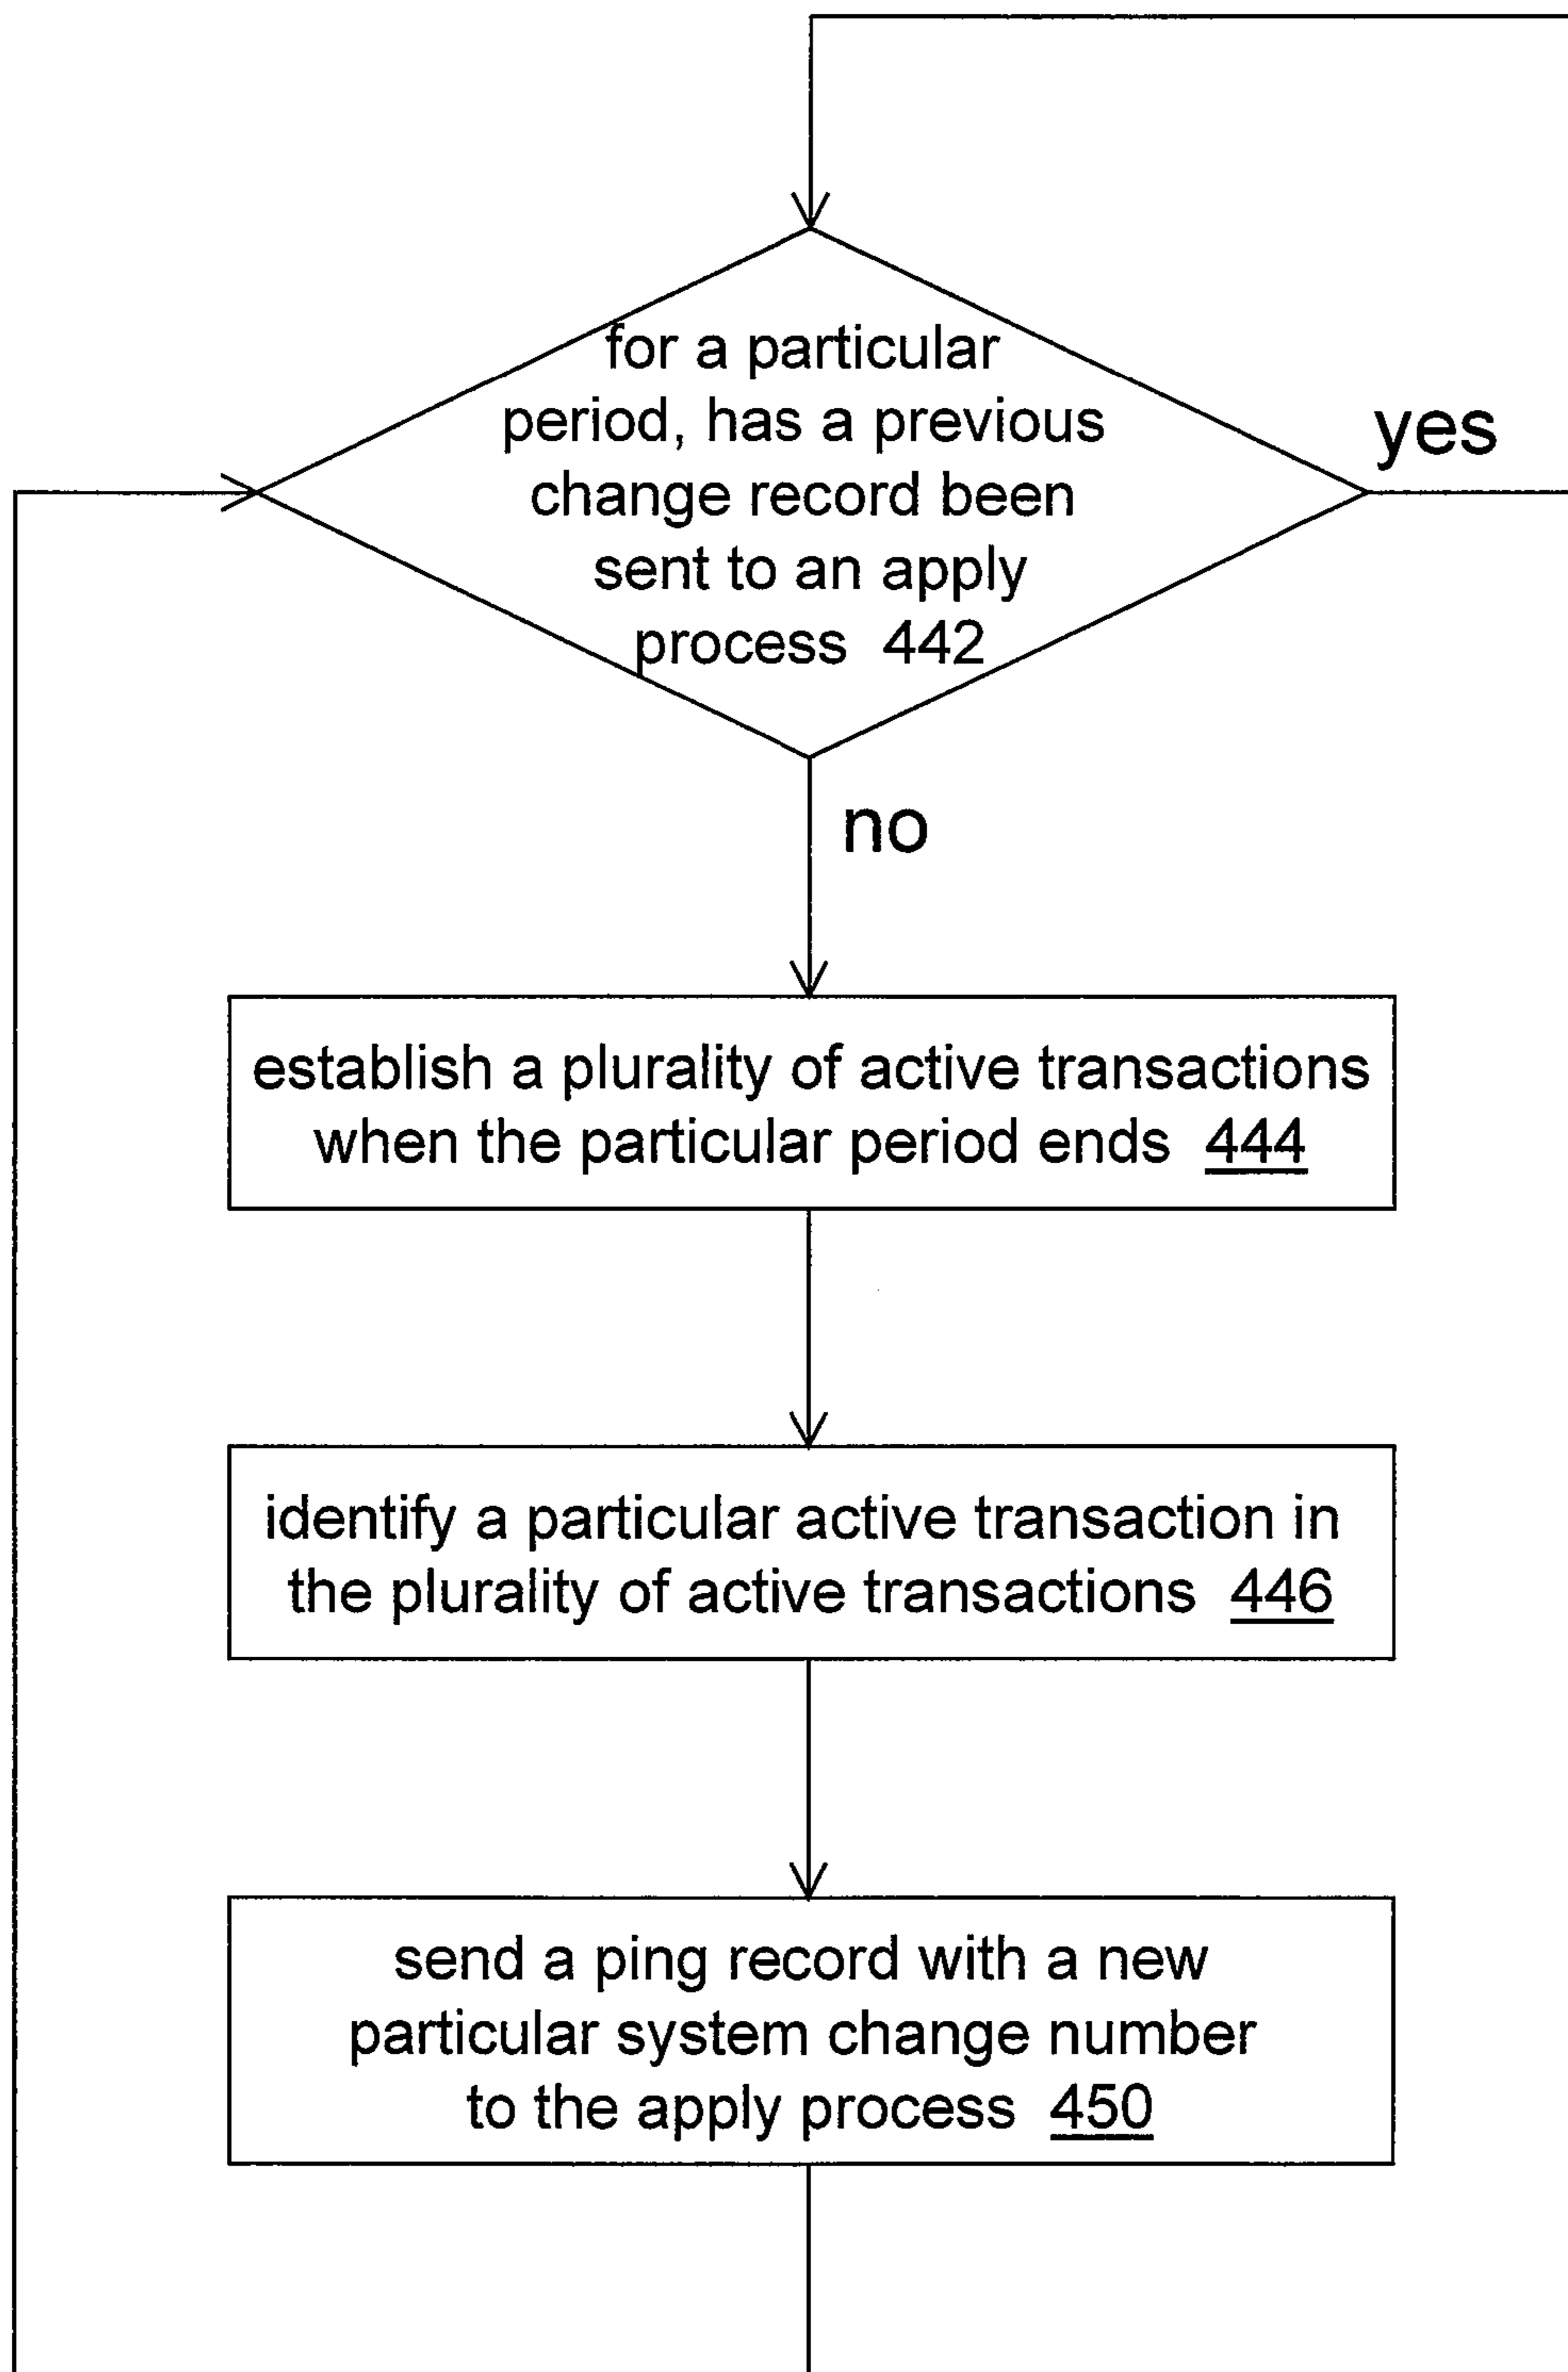 for a particular
period, has a previous
change record been
sent to an apply
process 442
yes
no
establish a plurality of active transactions
when the particular period ends 444
identify a particular active transaction in
the plurality of active transactions 446
send a ping record with a new
particular system change number
to the apply process 450